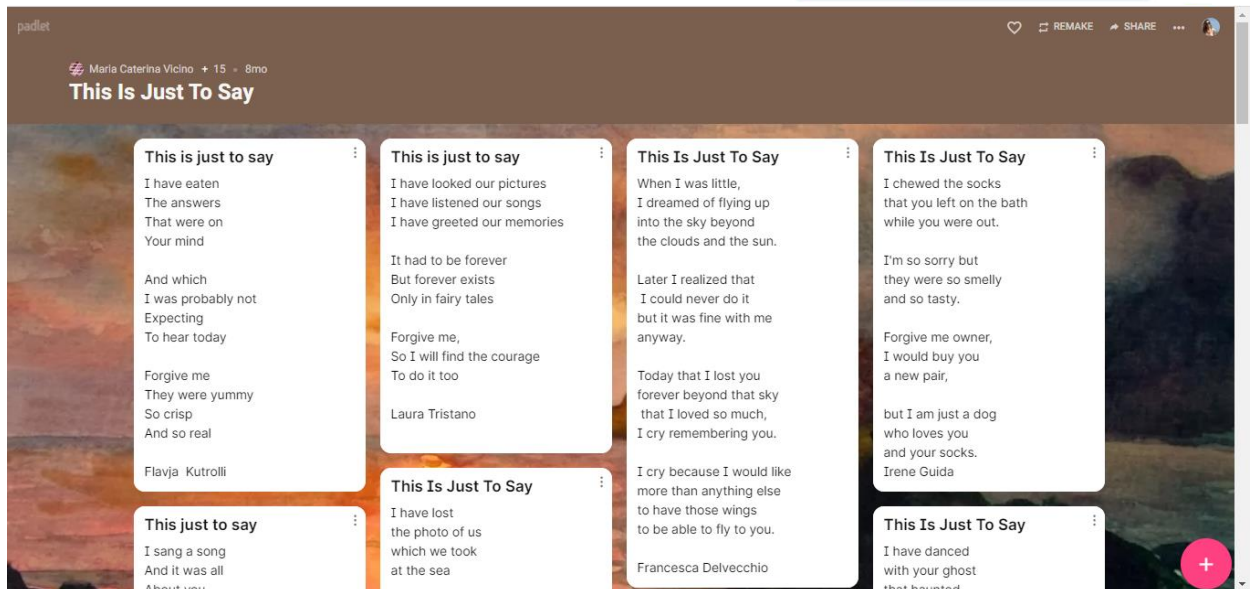 padlet
REMAKE
SHARE
Maria Caterina Vicino + 15 • 8mo
This Is Just To Say
This is just to say
I have eaten
The answers
That were on
Your mind
And which
I was probably not
Expecting
To hear today
Forgive me
They were yummy
So crisp
And so real
Flavja Kutrolli
This just to say
I sang a song
And it was all
About you
This is just to say
I have looked our pictures
I have listened our songs
I have greeted our memories
It had to be forever
But forever exists
Only in fairy tales
Forgive me,
So I will find the courage
To do it too
Laura Tristano
This Is Just To Say
I have lost
the photo of us
which we took
at the sea
This Is Just To Say
When I was little,
I dreamed of flying up
into the sky beyond
the clouds and the sun.
Later I realized that
I could never do it
but it was fine with me
anyway.
Today that I lost you
forever beyond that sky
that I loved so much,
I cry remembering you.
I cry because I would like
more than anything else
to have those wings
to be able to fly to you.
Francesca Delvecchio
This Is Just To Say
I chewed the socks
that you left on the bath
while you were out.
I'm so sorry but
they were so smelly
and so tasty.
Forgive me owner,
I would buy you
a new pair,
but I am just a dog
who loves you
and your socks.
Irene Guida
This Is Just To Say
I have danced
with your ghost
that haunted